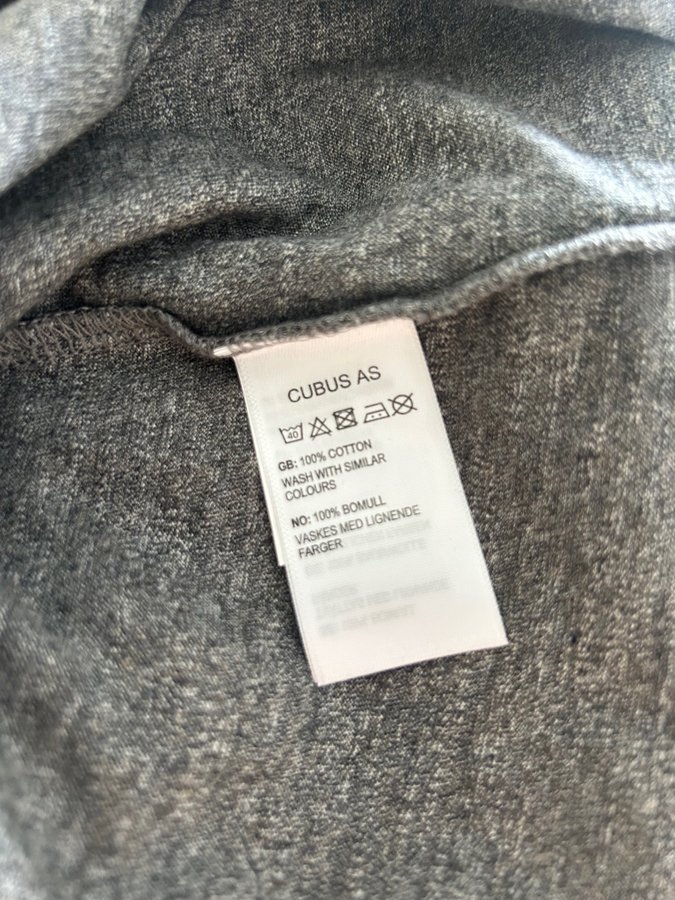 CUBUS AS
40
GB: 100% COTTON
WASH WITH SIMILAR
COLOURS
NO: 100% BOMULL
VASKES MED LIGNENDE
FARGER